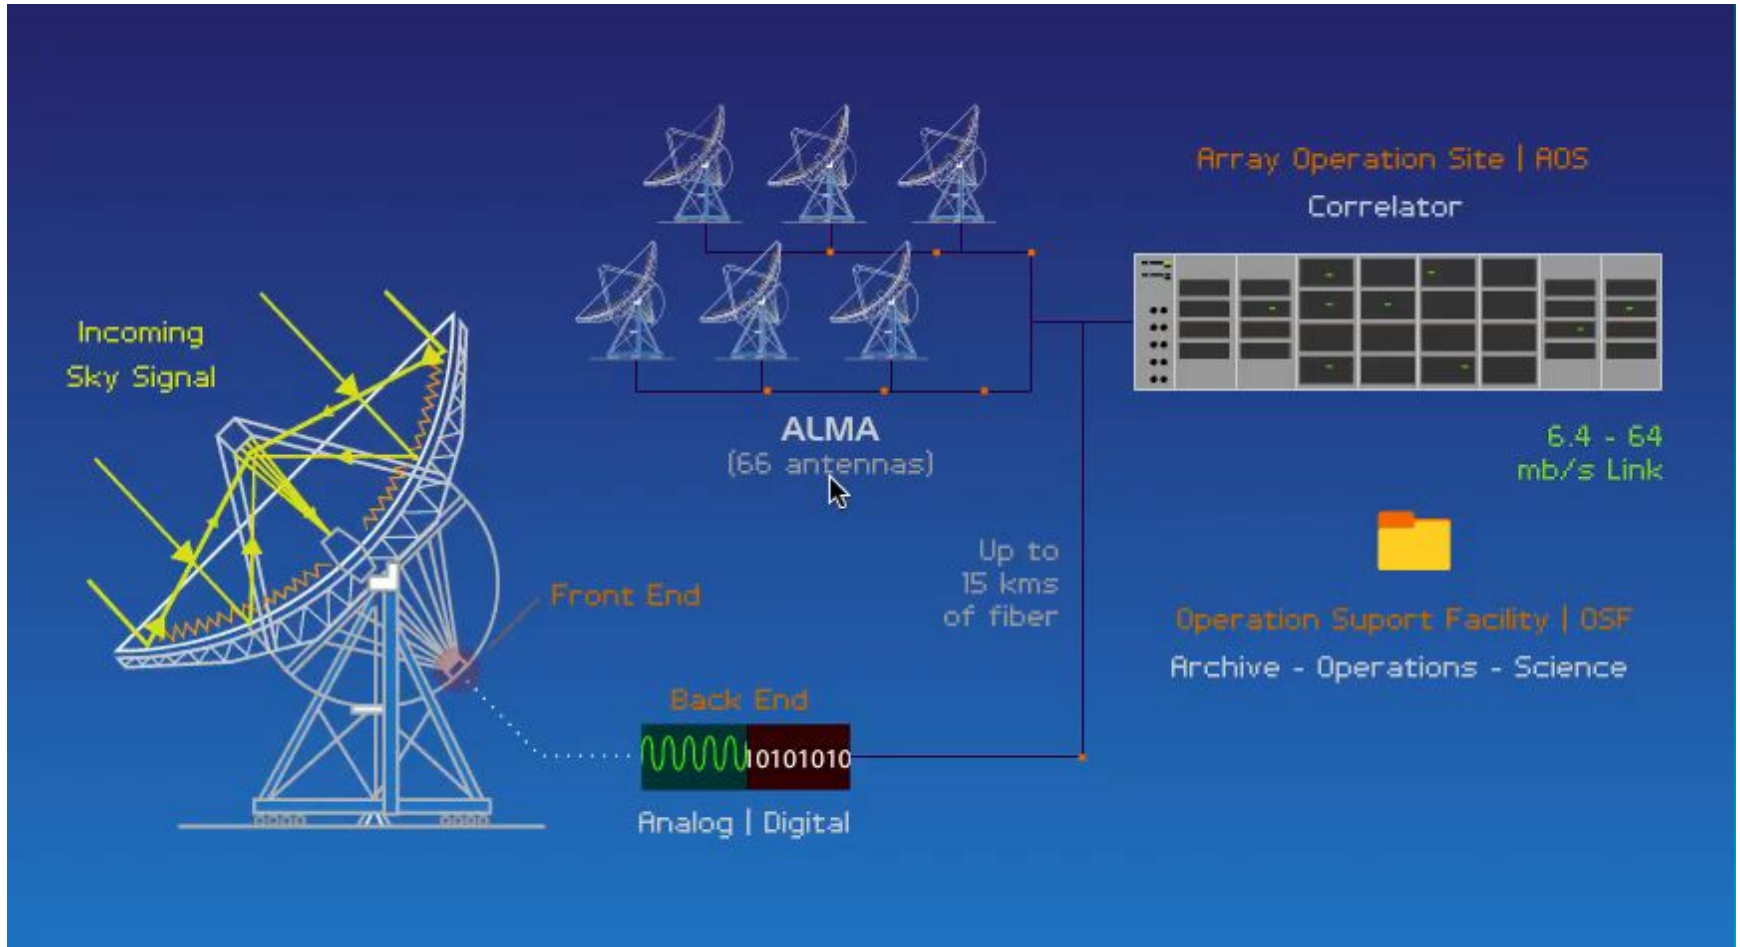 Incoming
Sky Signal
ALMA
(66 antennas)
Array Operation Site | AOS
Correlator
6.4 - 64
mb/s Link
Up to
15 kms
of fiber
Front End
Back End
10101010
Analog | Digital
Operation Suport Facility | OSF
Archive - Operations - Science